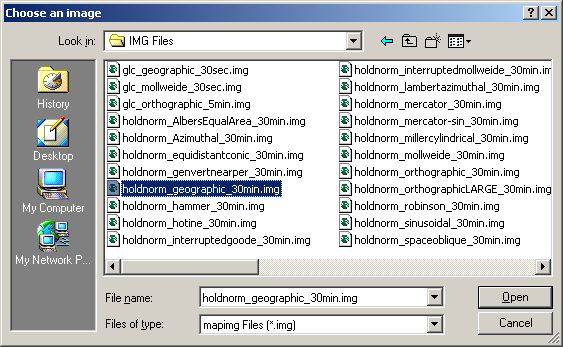 Choose an image
Look in: IMG Files
History
Desktop
My Computer
My Network P...
glc_geographic_30sec.img
glc_mollweide_30sec.img
glc_orthographic_5min.img
holdnorm_AlbersEqualArea_30min.img
holdnorm_Azimuthal_30min.img
holdnorm_equidistantconic_30min.img
holdnorm_genvertnearper_30min.img
holdnorm_geographic_30min.img
holdnorm_hammer_30min.img
holdnorm_hotine_30min.img
holdnorm_interruptedgoode_30min.img
holdnorm_interruptedmollweide_30min.im
holdnorm_lambertazimuthal_30min.img
holdnorm_mercator_30min.img
holdnorm_mercator-sin_30min.img
holdnorm_millercylindrical_30min.img
holdnorm_mollweide_30min.img
holdnorm_orthographic_30min.img
holdnorm_orthographicLARGE_30min.img
holdnorm_robinson_30min.img
holdnorm_sinusoidal_30min.img
holdnorm_spaceoblique_30min.img
File name: holdnorm_geographic_30min.img
Open
Files of type: mapimg Files (*.img)
Cancel